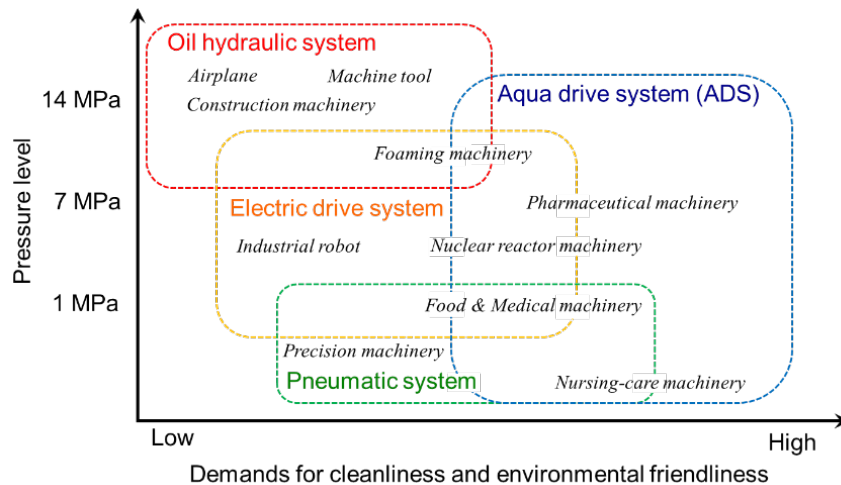 Oil hydraulic system
Airplane
Machine tool
14 MPa
Construction machinery
Aqua drive system (ADS)
Foaming machinery
Pressure level
7 MPa
Electric drive system
Pharmaceutical machinery
Industrial robot
Nuclear reactor machinery
1 MPa
Food & Medical machinery
Precision machinery
Pneumatic system
Nursing-care machinery
Low
High
Demands for cleanliness and environmental friendliness